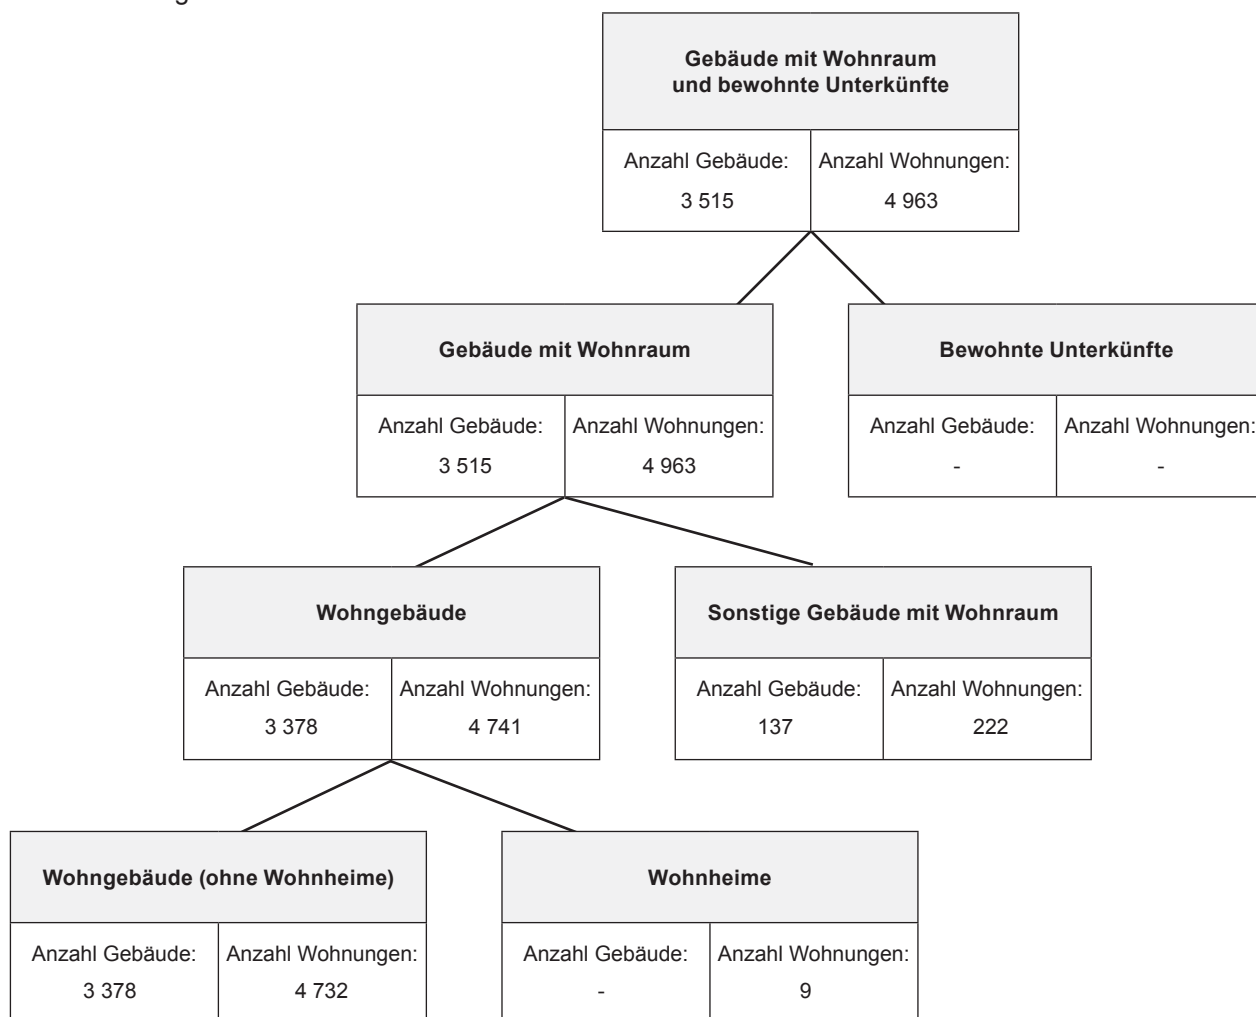 Gebäude mit Wohnraum
und bewohnte Unterkünfte
Anzahl Gebäude: Anzahl Wohnungen:
3 515 4 963
Gebäude mit Wohnraum
Bewohnte Unterkünfte
Anzahl Gebäude: Anzahl Wohnungen:
3 515 4 963
Anzahl Gebäude: Anzahl Wohnungen:
- -
Wohngebäude
Sonstige Gebäude mit Wohnraum
Anzahl Gebäude: Anzahl Wohnungen:
3 378 4 741
Anzahl Gebäude: Anzahl Wohnungen:
137 222
Wohngebäude (ohne Wohnheime)
Wohnheime
Anzahl Gebäude: Anzahl Wohnungen:
3 378 4 732
Anzahl Gebäude: Anzahl Wohnungen:
- 9